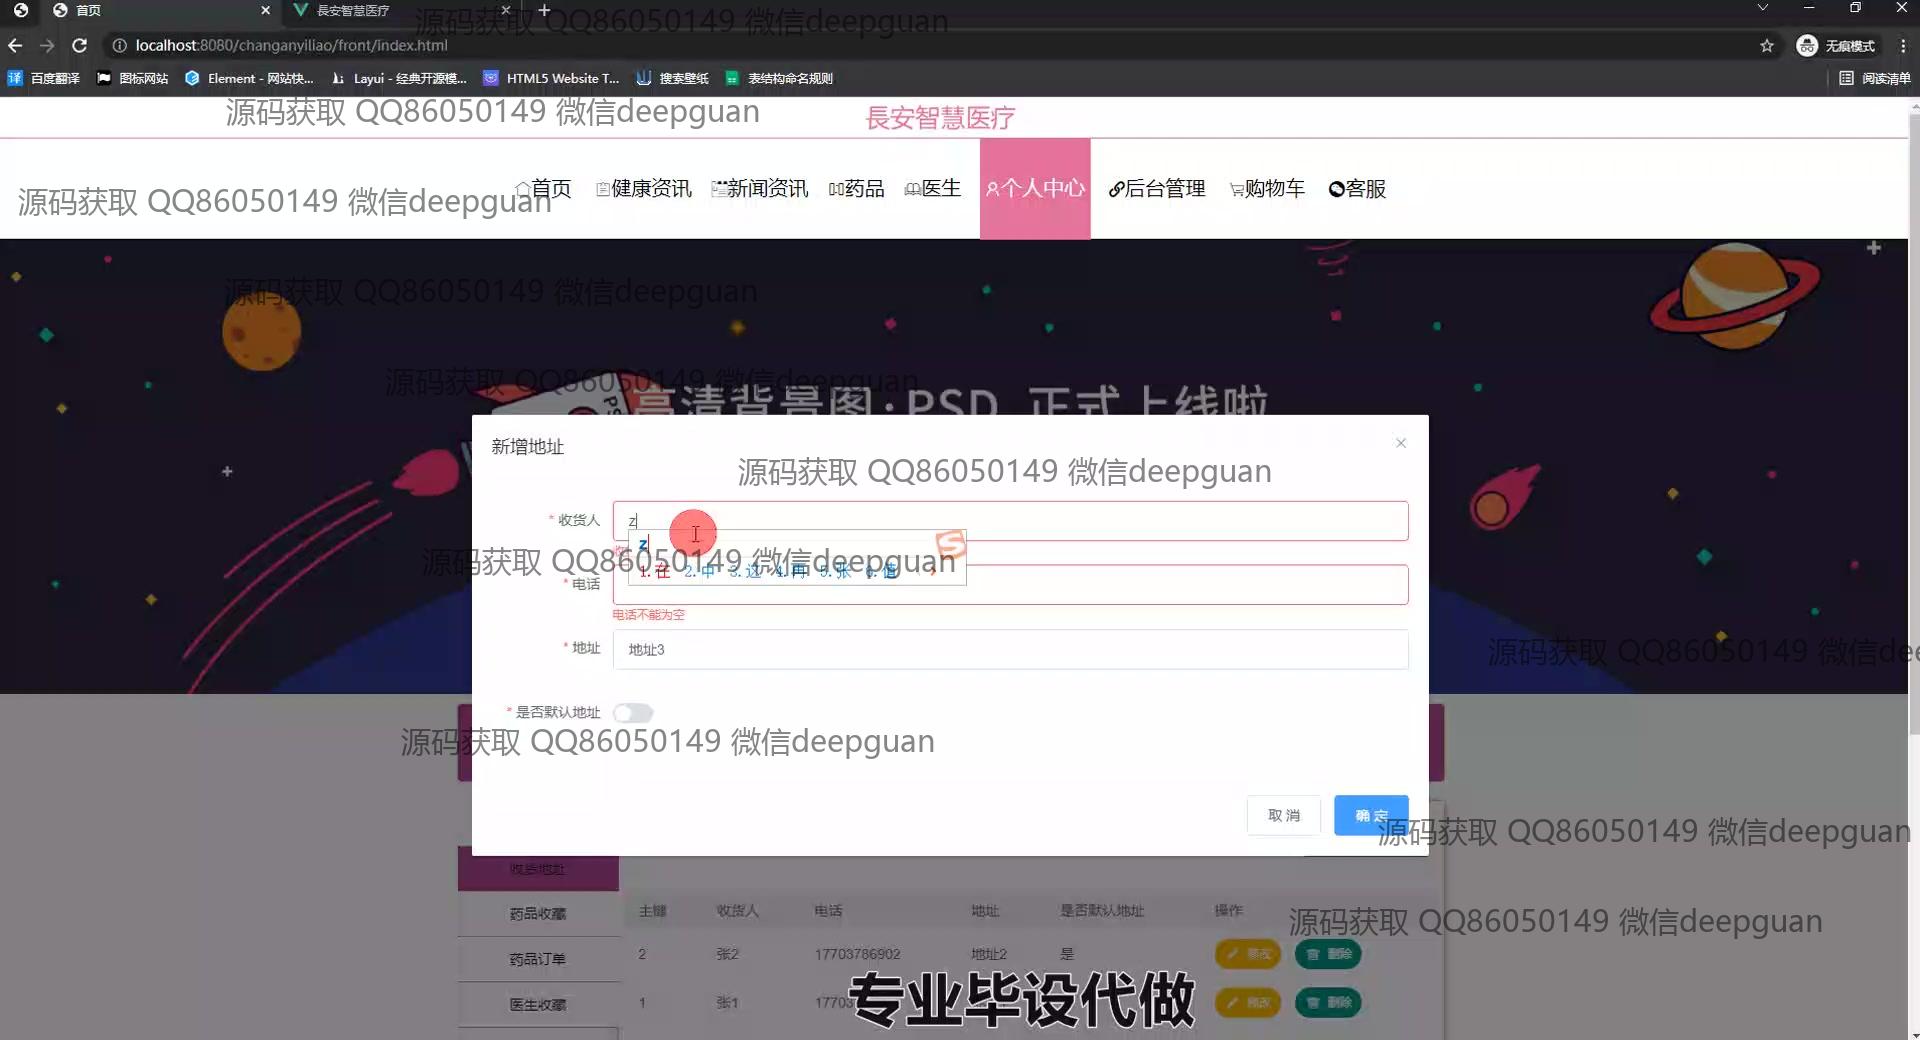 首页
長安智慧医疗
源码获取 QQ86050149 微信deepguan
localhost:8080/changanyiliao/front/index.html
无痕模式
百度翻译
图标网站
Element - 网站快...
Layui - 经典开源模...
HTML5 Website T...
搜索壁纸
表结构命名规则
阅读清单
源码获取 QQ86050149 微信deepguan
長安智慧医疗
源码获取 QQ86050149 微信deepguan
首页
健康资讯
新闻资讯
药品
医生
个人中心
后台管理
购物车
客服
源码获取 QQ86050149 微信deepguan
源码获取 QQ86050149 微信deepguan
高清背景图:PSD 正式上线啦
新增地址
源码获取 QQ86050149 微信deepguan
* 收货人
z
z
源码获取 QQ86050149 微信deepguan
1.在 2.中 3.这 4.再 5.张 6.值
* 电话
电话不能为空
* 地址
地址3
源码获取 QQ86050149 微信dee
* 是否默认地址
源码获取 QQ86050149 微信deepguan
取消
确定
源码获取 QQ86050149 微信deepguan
收货地址
药品收藏
药品订单
医生收藏
主键 收货人 电话 地址 是否默认地址 操作
源码获取 QQ86050149 微信deepguan
2 张2 17703786902 地址2 是 修改 删除
1 张1 1770 修改 删除
专业毕设代做